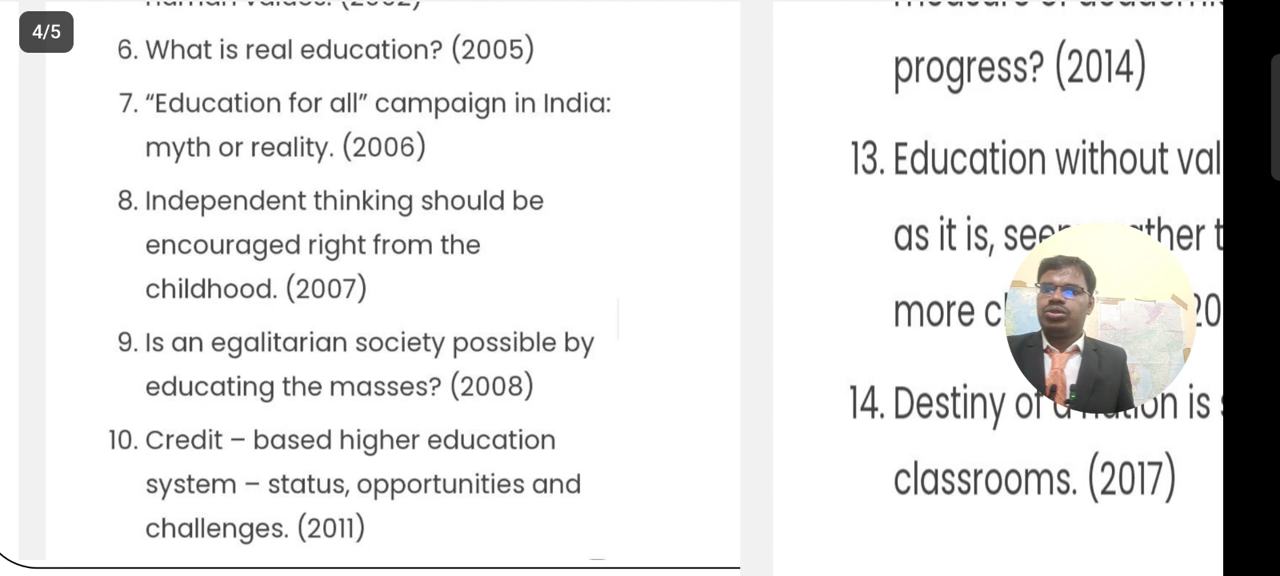 4/5
6. What is real education? (2005)
7. “Education for all” campaign in India:
myth or reality. (2006)
8. Independent thinking should be
encouraged right from the
childhood. (2007)
9. Is an egalitarian society possible by
educating the masses? (2008)
10. Credit – based higher education
system – status, opportunities and
challenges. (2011)
progress? (2014)
13. Education without
as it is,
more
14. Destiny of a nation is
classrooms. (2017)